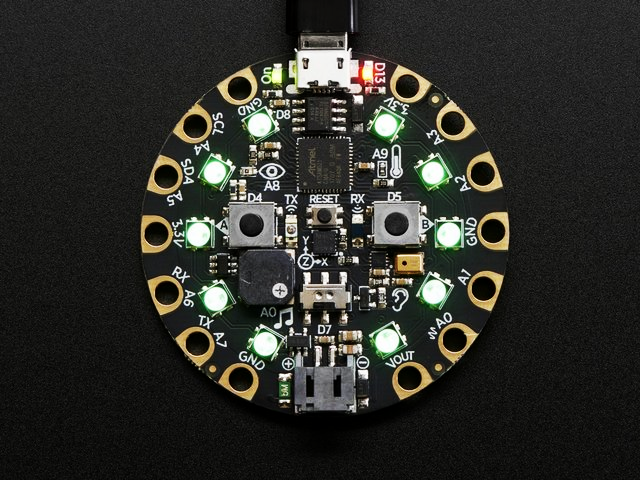 On
D13
GND
D8
3.3V
SCL
A4
A3
Atmel
A9
SDA
A5
A8
A2
D4
TX
RESET
RX
D5
3.3V
A
B
GND
Y
Z
X
RX
A6
A1
A0
TX
A7
D7
A0
GND
VOUT